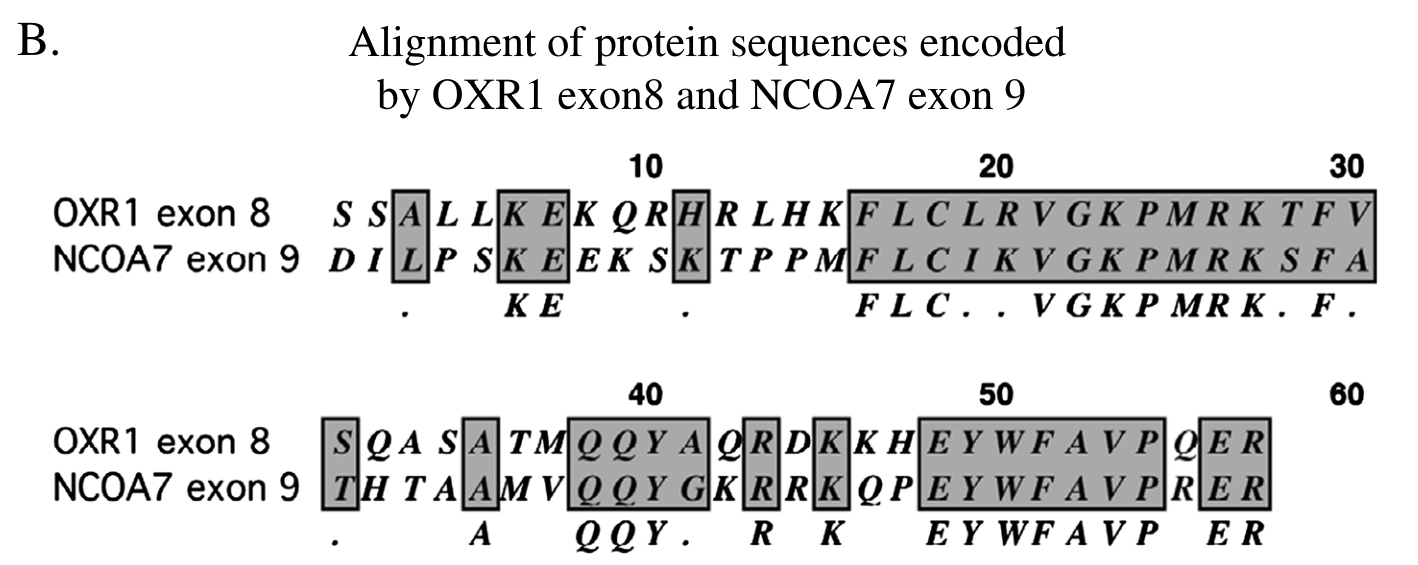 B.
Alignment of protein sequences encoded
by OXR1 exon8 and NCOA7 exon 9
10 20 30
OXR1 exon 8 S S A L L K E K Q R H R L H K F L C L R V G K P M R K T F V
NCOA7 exon 9 D I L P S K E E K S K T P P M F L C I K V G K P M R K S F A
. K E . F L C . . V G K P M R K . F .
40 50 60
OXR1 exon 8 S Q A S A T M Q Q Y A Q R D K K H E Y W F A V P Q E R
NCOA7 exon 9 T H T A A M V Q Q Y G K R R K Q P E Y W F A V P R E R
. A Q Q Y . R K E Y W F A V P E R